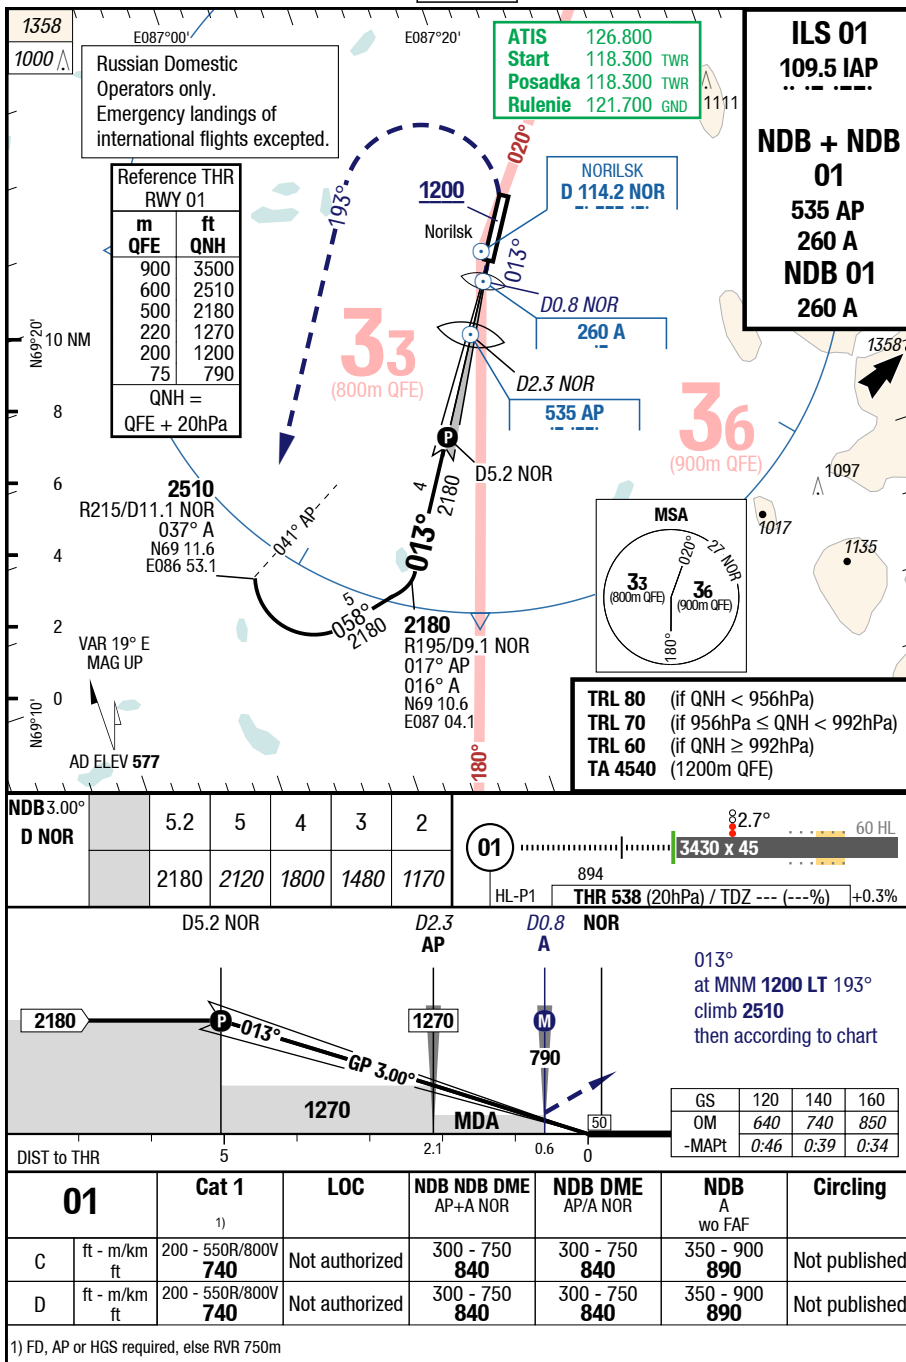 1358
1000
E087°00'
E087°20'
Russian Domestic
Operators only.
Emergency landings of
international flights excepted.
ATIS 126.800
Start 118.300 TWR
Posadka 118.300 TWR
Rulenie 121.700 GND
1111
ILS 01
109.5 IAP
NDB + NDB
01
535 AP
260 A
NDB 01
260 A
Reference THR
RWY 01
m ft
QFE QNH
900 3500
600 2510
500 2180
220 1270
200 1200
75 790
QNH =
QFE + 20hPa
193°
1200
020°
NORILSK
D 114.2 NOR
Norilsk
013°
D0.8 NOR
260 A
N69°20'
10 NM
33
(800m QFE)
D2.3 NOR
535 AP
36
(900m QFE)
1358
8
P
D5.2 NOR
1097
6
2510
R215/D11.1 NOR
037° A
N69 11.6
E086 53.1
041° AP
4
2180
013°
MSA
020°
27 NOR
33
(800m QFE)
36
(900m QFE)
180°
1017
1135
4
5
058°
2180
2180
R195/D9.1 NOR
017° AP
016° A
N69 10.6
E087 04.1
2
VAR 19° E
MAG UP
0
N69°10'
AD ELEV 577
180°
TRL 80 (if QNH < 956hPa)
TRL 70 (if 956hPa ≤ QNH < 992hPa)
TRL 60 (if QNH ≥ 992hPa)
TA 4540 (1200m QFE)
NDB 3.00°
D NOR
5.2 5 4 3 2
2180 2120 1800 1480 1170
01
2.7°
60 HL
3430 x 45
894
HL-P1
THR 538 (20hPa) / TDZ --- (---%)
+0.3%
D5.2 NOR
D2.3
AP
D0.8
A
NOR
013°
at MNM 1200 LT 193°
climb 2510
then according to chart
2180
P
013°
GP 3.00°
1270
M
790
1270
MDA
50
GS 120 140 160
OM 640 740 850
-MAPt 0:46 0:39 0:34
DIST to THR
5
2.1
0.6
0
01 Cat 1 LOC NDB NDB DME NDB DME NDB Circling
1) AP+A NOR AP/A NOR A
wo FAF
C ft - m/km 200 - 550R/800V Not authorized 300 - 750 300 - 750 350 - 900 Not published
ft 740 840 840 890
D ft - m/km 200 - 550R/800V Not authorized 300 - 750 300 - 750 350 - 900 Not published
ft 740 840 840 890
1) FD, AP or HGS required, else RVR 750m